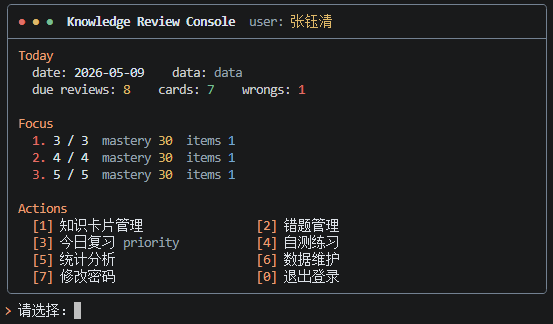 Knowledge Review Console user: 张钰清
Today
date: 2026-05-09 data: data
due reviews: 8 cards: 7 wrongs: 1
Focus
1. 3 / 3 mastery 30 items 1
2. 4 / 4 mastery 30 items 1
3. 5 / 5 mastery 30 items 1
Actions
[1] 知识卡片管理 [2] 错题管理
[3] 今日复习 priority [4] 自测练习
[5] 统计分析 [6] 数据维护
[7] 修改密码 [0] 退出登录
> 请选择: